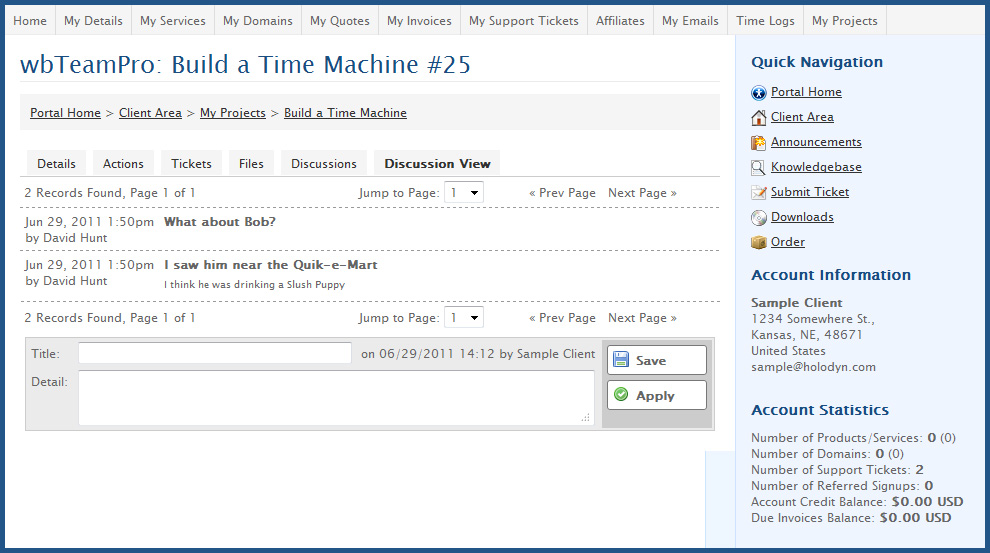 Home My Details My Services My Domains My Quotes My Invoices My Support Tickets Affiliates My Emails Time Logs My Projects
wbTeamPro: Build a Time Machine #25
Portal Home > Client Area > My Projects > Build a Time Machine
Details Actions Tickets Files Discussions Discussion View
2 Records Found, Page 1 of 1 Jump to Page: 1 « Prev Page Next Page »
Jun 29, 2011 1:50pm What about Bob?
by David Hunt
Jun 29, 2011 1:50pm I saw him near the Quik-e-Mart
by David Hunt I think he was drinking a Slush Puppy
2 Records Found, Page 1 of 1 Jump to Page: 1 « Prev Page Next Page »
Title: on 06/29/2011 14:12 by Sample Client Save
Detail: Apply
Quick Navigation
Portal Home
Client Area
Announcements
Knowledgebase
Submit Ticket
Downloads
Order
Account Information
Sample Client
1234 Somewhere St.,
Kansas, NE, 48671
United States
sample@holodyn.com
Account Statistics
Number of Products/Services: 0 (0)
Number of Domains: 0 (0)
Number of Support Tickets: 2
Number of Referred Signups: 0
Account Credit Balance: $0.00 USD
Due Invoices Balance: $0.00 USD